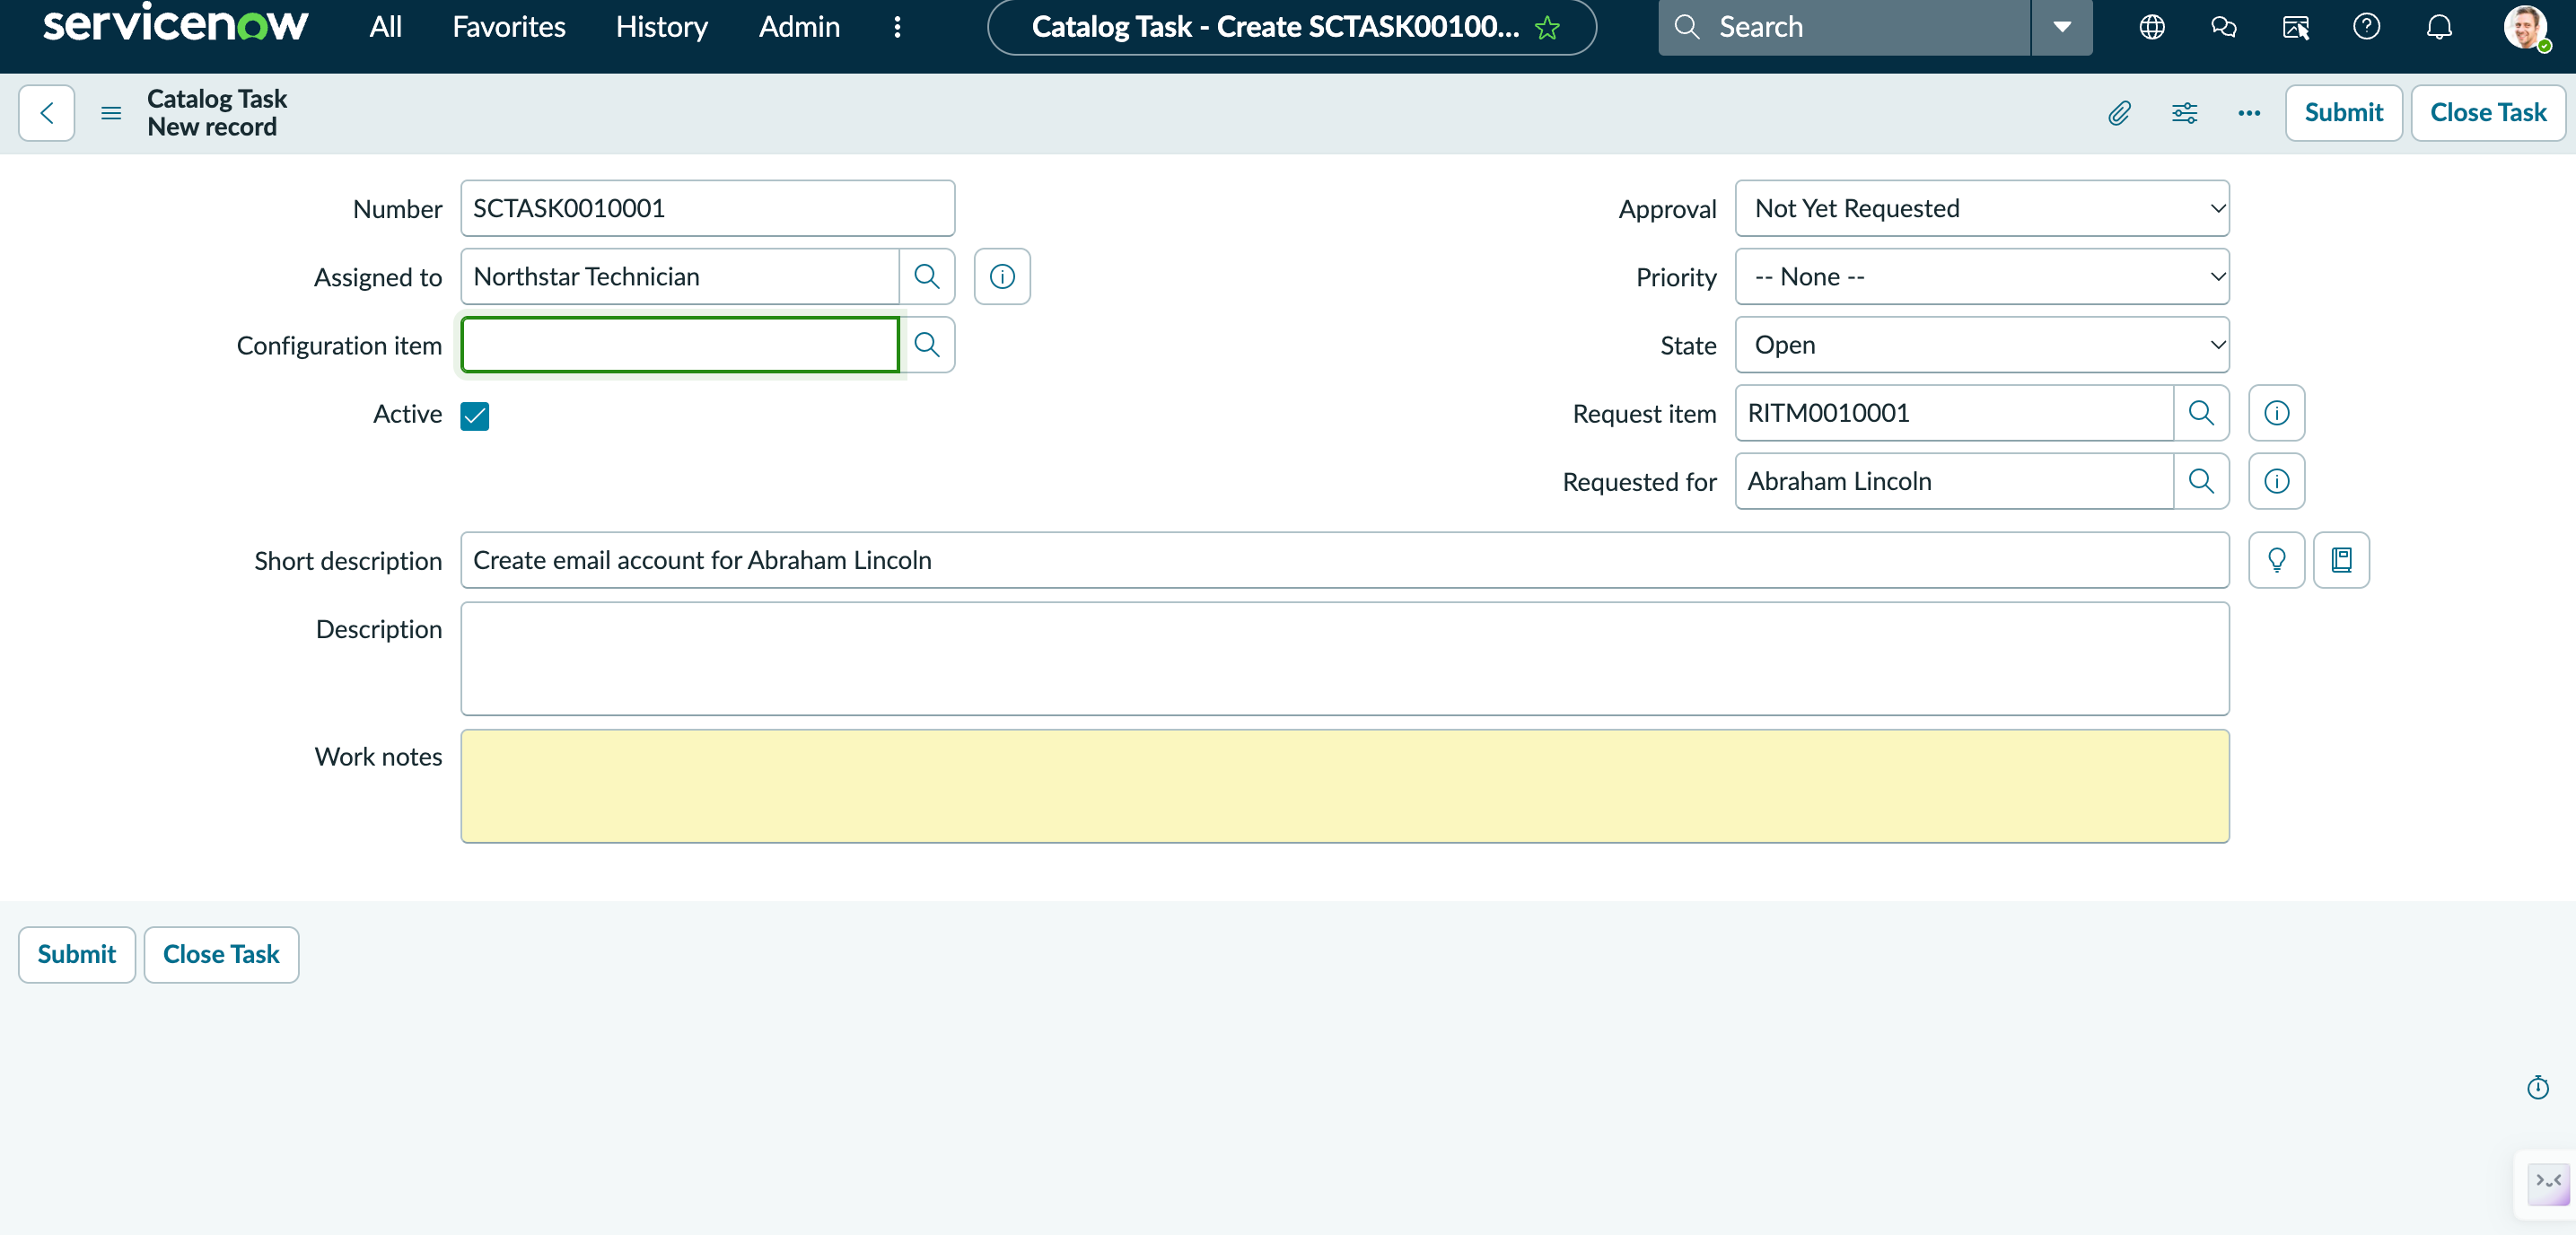 servicenow
All
Favorites
History
Admin
Catalog Task - Create SCTASK00100...
Search
Catalog Task
New record
Submit
Close Task
Number
SCTASK0010001
Approval
Not Yet Requested
Assigned to
Northstar Technician
Priority
-- None --
Configuration item
State
Open
Active
Request item
RITM0010001
Requested for
Abraham Lincoln
Short description
Create email account for Abraham Lincoln
Description
Work notes
Submit
Close Task